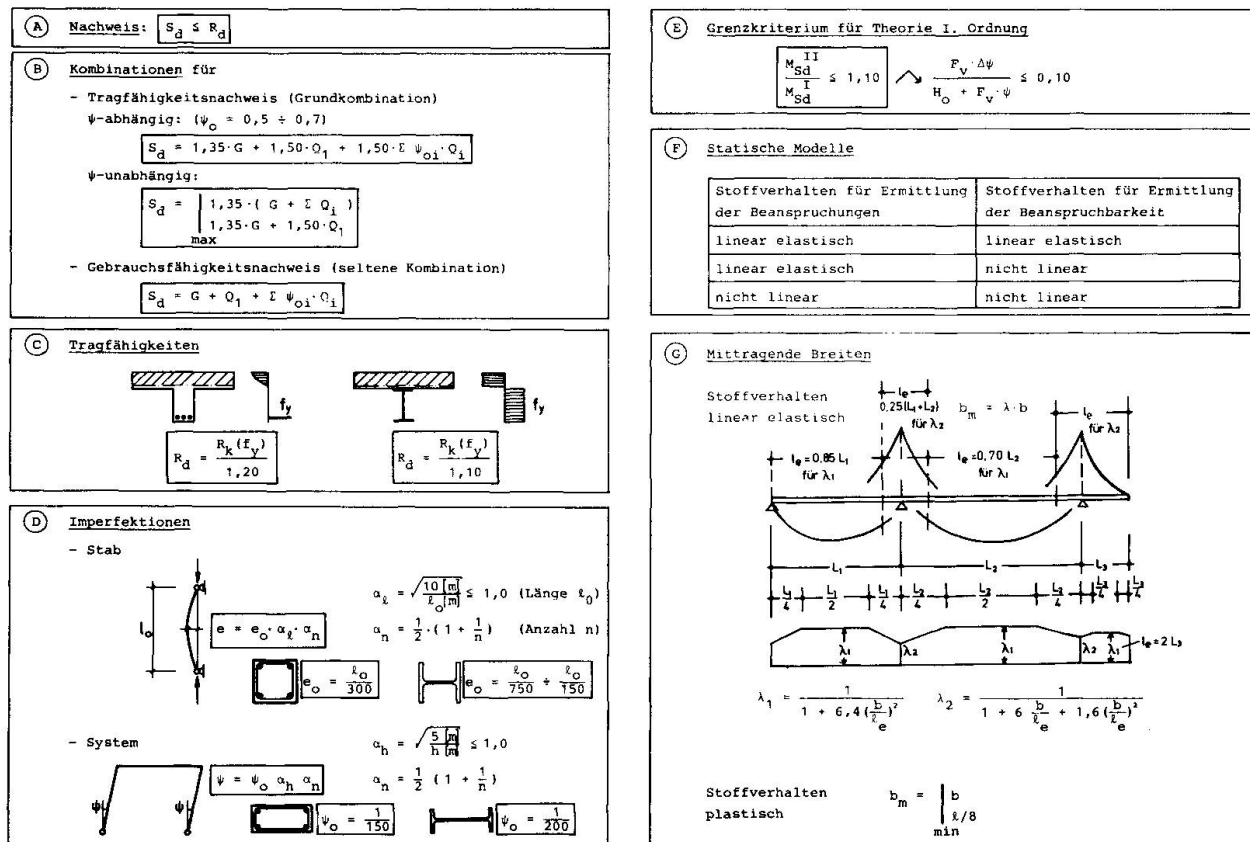 A Nachweis: S_d ≤ R_d
B Kombinationen für
- Tragfähigkeitsnachweis (Grundkombination)
ψ-abhängig: (ψ_o = 0,5 ÷ 0,7)
S_d = 1,35·G + 1,50·Q_1 + 1,50·Σ ψ_oi·Q_i
ψ-unabhängig:
S_d = | 1,35·( G + Σ Q_i )
max | 1,35·G + 1,50·Q_1
- Gebrauchsfähigkeitsnachweis (seltene Kombination)
S_d = G + Q_1 + Σ ψ_oi·Q_i
C Tragfähigkeiten
f_y f_y
R_d = R_k(f_y) / 1,20 R_d = R_k(f_y) / 1,10
D Imperfektionen
- Stab
α_ℓ = √(10 [m] / ℓ_o [m]) ≤ 1,0 (Länge ℓ_0)
l_o e = e_o·α_ℓ·α_n α_n = 1/2·(1 + 1/n) (Anzahl n)
e_o = ℓ_o/300 e_o = ℓ_o/750 ÷ ℓ_o/150
- System α_h = √(5 [m] / h [m]) ≤ 1,0
ψ ψ ψ = ψ_o α_h α_n α_n = 1/2 (1 + 1/n)
ψ_o = 1/150 ψ_o = 1/200
E Grenzkriterium für Theorie I. Ordnung
M_Sd^II / M_Sd^I ≤ 1,10 F_v·Δψ / (H_o + F_v·ψ) ≤ 0,10
F Statische Modelle
Stoffverhalten für Ermittlung der Beanspruchungen Stoffverhalten für Ermittlung der Beanspruchbarkeit
linear elastisch linear elastisch
linear elastisch nicht linear
nicht linear nicht linear
G Mittragende Breiten
Stoffverhalten
linear elastisch
l_e
0,25(L_1+L_2)
für λ_2
b_m = λ·b
l_e
für λ_2
l_e=0,85 L_1
für λ_1
l_e=0,70 L_2
für λ_1
L_1 L_2 L_3
L_1/4 L_1/2 L_1/4 L_2/4 L_2/2 L_2/4 L_3/4 L_3/4
λ_1 λ_2 λ_1 λ_2 λ_1 l_e=2L_3
λ_1 = 1 / (1 + 6,4(b/ℓ_e)²) λ_2 = 1 / (1 + 6 b/ℓ_e + 1,6(b/ℓ_e)²)
Stoffverhalten
plastisch
b_m = | b
min | ℓ/8